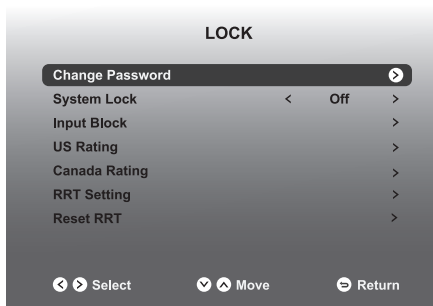 LOCK
Change Password
System Lock < Off >
Input Block >
US Rating >
Canada Rating >
RRT Setting >
Reset RRT >
Select Move Return